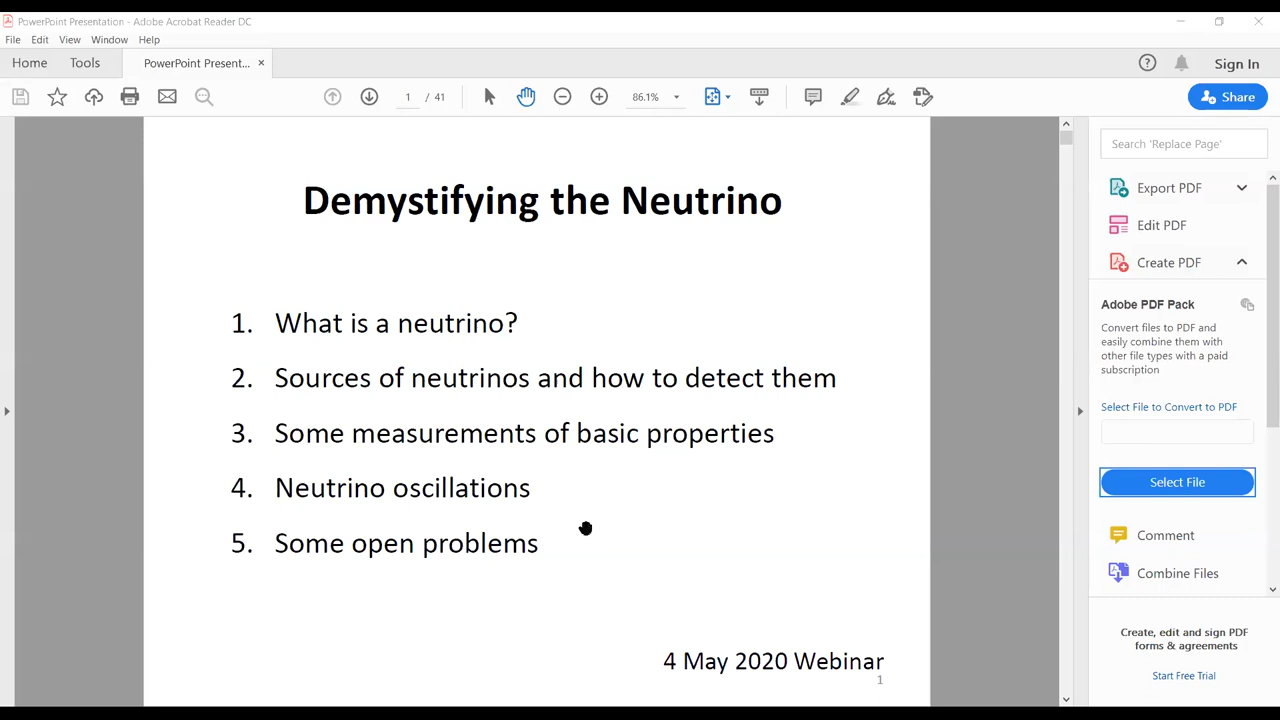 PowerPoint Presentation - Adobe Acrobat Reader DC
File Edit View Window Help
Home Tools PowerPoint Present... × Sign In
1 / 41 86.1% Share
Demystifying the Neutrino
1. What is a neutrino?
2. Sources of neutrinos and how to detect them
3. Some measurements of basic properties
4. Neutrino oscillations
5. Some open problems
4 May 2020 Webinar
1
Search 'Replace Page'
Export PDF
Edit PDF
Create PDF
Adobe PDF Pack
Convert files to PDF and
easily combine them with
other file types with a paid
subscription
Select File to Convert to PDF
Select File
Comment
Combine Files
Create, edit and sign PDF
forms & agreements
Start Free Trial